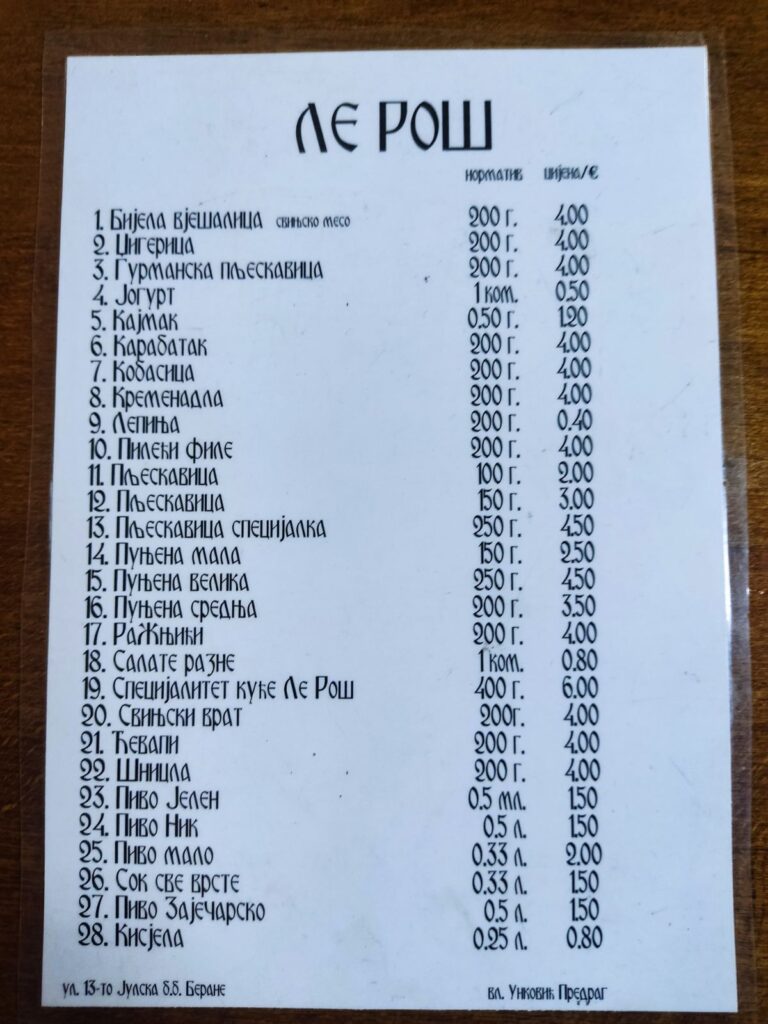 ЛЕ РОШ
норматив цијена/€
1. Бијела вјешалица свињско месо 200 г. 4.00
2. Џигерица 200 г. 4.00
3. Гурманска пљескавица 200 г. 4.00
4. Јогурт 1 ком. 0.50
5. Кајмак 0.50 г. 1.20
6. Карабатак 200 г. 4.00
7. Кобасица 200 г. 4.00
8. Кременадла 200 г. 4.00
9. Лепиња 200 г. 0.40
10. Пилећи филе 200 г. 4.00
11. Пљескавица 100 г. 2.00
12. Пљескавица 150 г. 3.00
13. Пљескавица специјалка 250 г. 4.50
14. Пуњена мала 150 г. 2.50
15. Пуњена велика 250 г. 4.50
16. Пуњена средња 200 г. 3.50
17. РаЖњићи 200 г. 4.00
18. Салате разне 1 ком. 0.80
19. Специјалитет куће Ле Рош 400 г. 6.00
20. Свињски врат 200г. 4.00
21. Ћевапи 200 г. 4.00
22. Шницла 200 г. 4.00
23. Пиво Јелен 0.5 мл. 1.50
24. Пиво Ник 0.5 л. 1.50
25. Пиво мало 0.33 л. 2.00
26. Сок све врсте 0.33 л. 1.50
27. Пиво Зајечарско 0.5 л. 1.50
28. Кисјела 0.25 л. 0.80
ул. 13-то Јулска б.б. Беране вл. Унковић Предраг